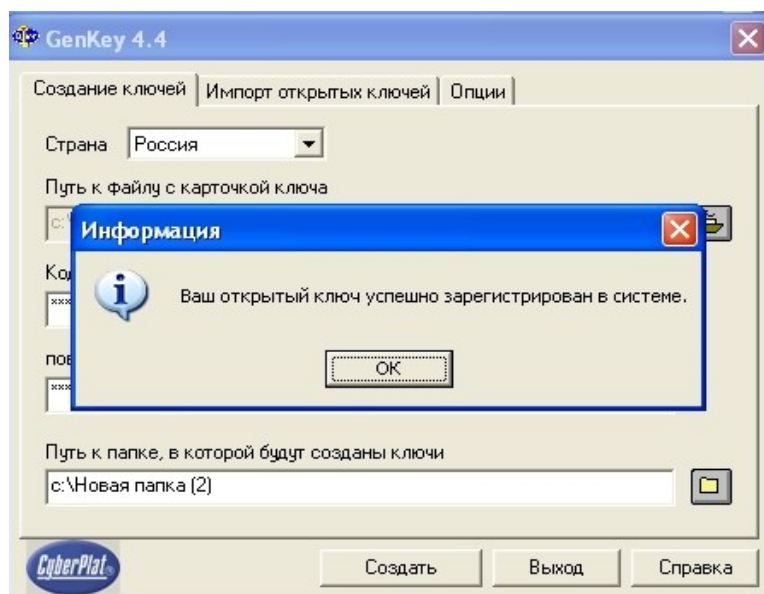 GenKey 4.4
Создание ключей Импорт открытых ключей Опции
Страна Россия
Путь к файлу с карточкой ключа
Информация
Ваш открытый ключ успешно зарегистрирован в системе.
OK
Путь к папке, в которой будут созданы ключи
c:\Новая папка (2)
CyberPlat Создать Выход Справка